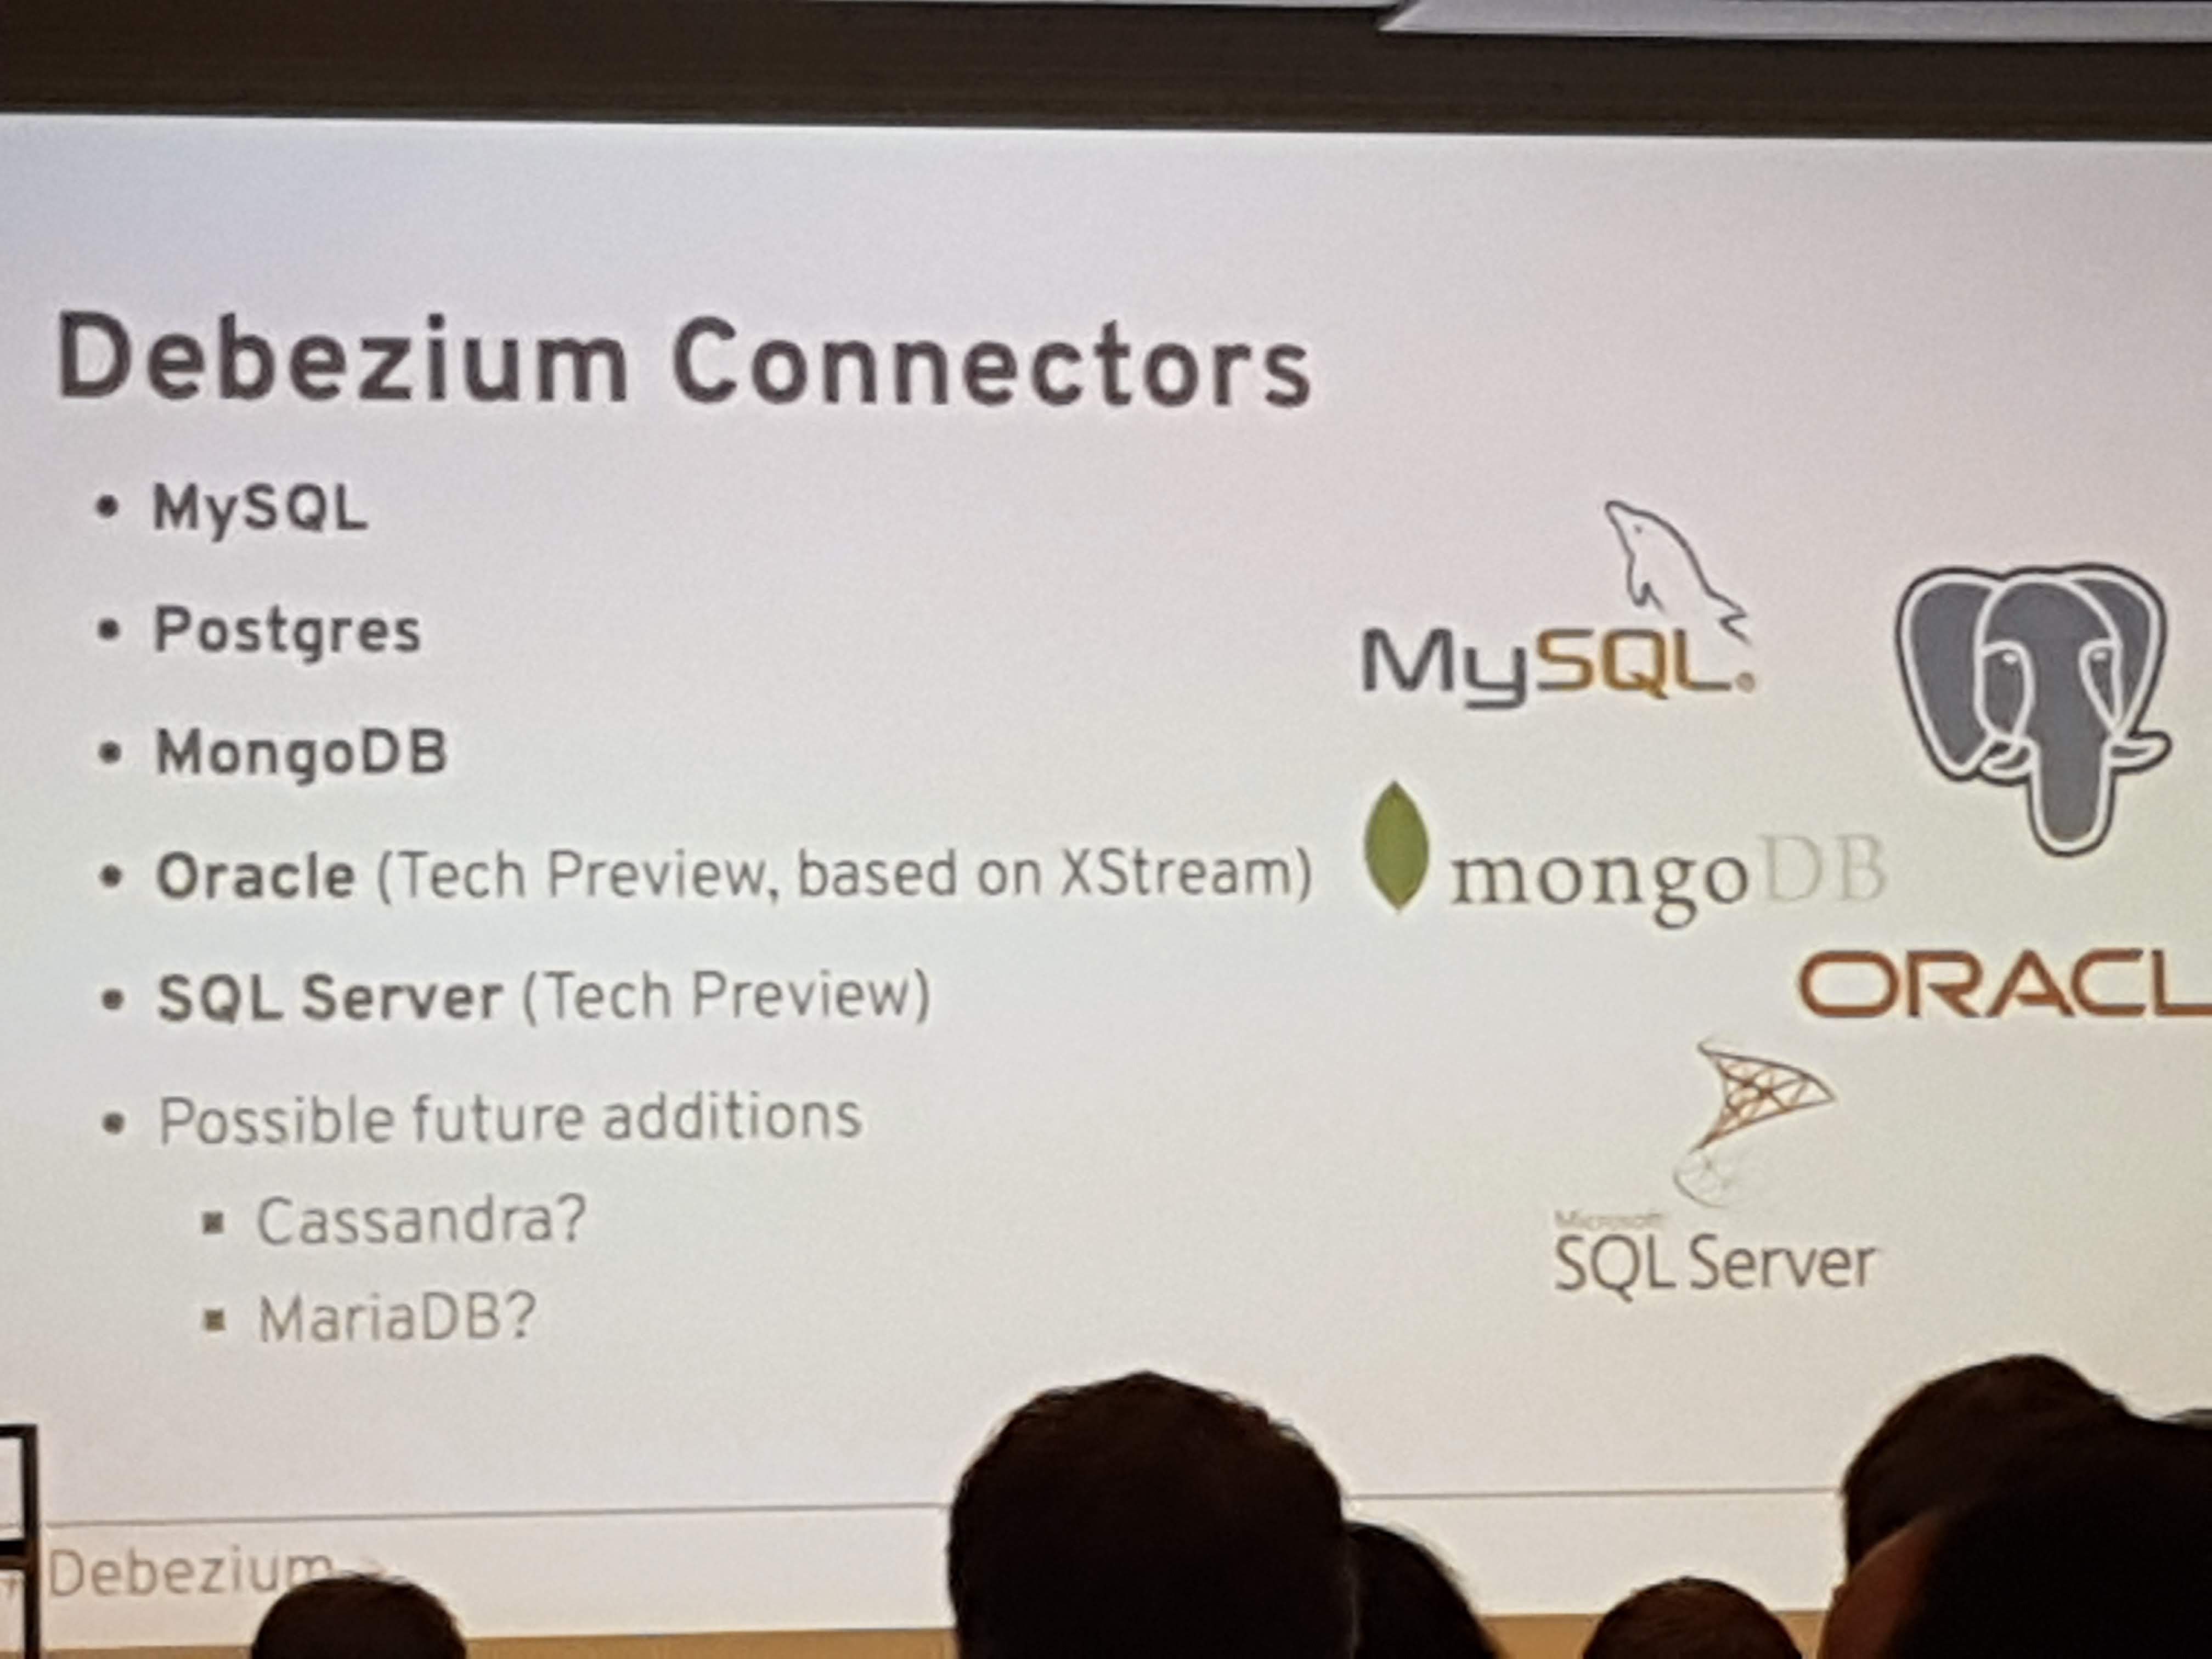 Debezium Connectors
• MySQL
• Postgres
• MongoDB
• Oracle (Tech Preview, based on XStream)
• SQL Server (Tech Preview)
• Possible future additions
▪ Cassandra?
▪ MariaDB?
MySQL®
mongoDB
ORACL
Microsoft
SQL Server
Debezium